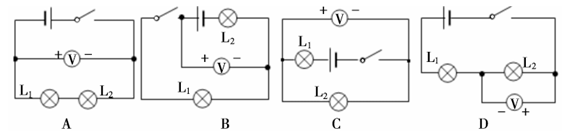 + V −
L₁ L₂
A
L₂
+ V −
L₁
B
+ V −
L₁
L₂
C
L₁ L₂
− V +
D